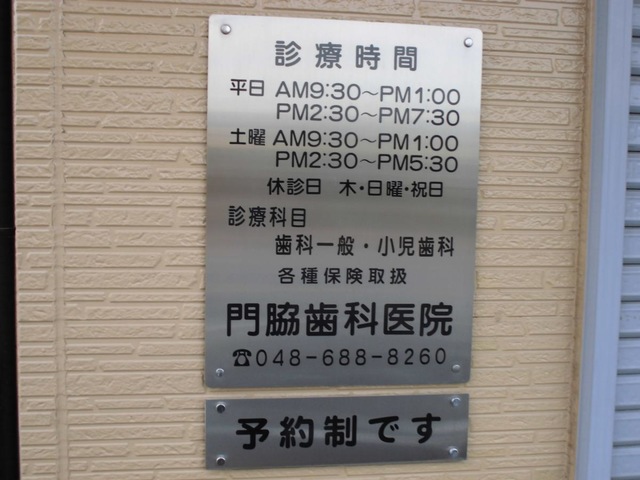 診療時間
平日 AM9:30～PM1:00
PM2:30～PM7:30
土曜 AM9:30～PM1:00
PM2:30～PM5:30
休診日 木・日曜・祝日
診療科目
歯科一般・小児歯科
各種保険取扱
門脇歯科医院
☎048-688-8260
予約制です